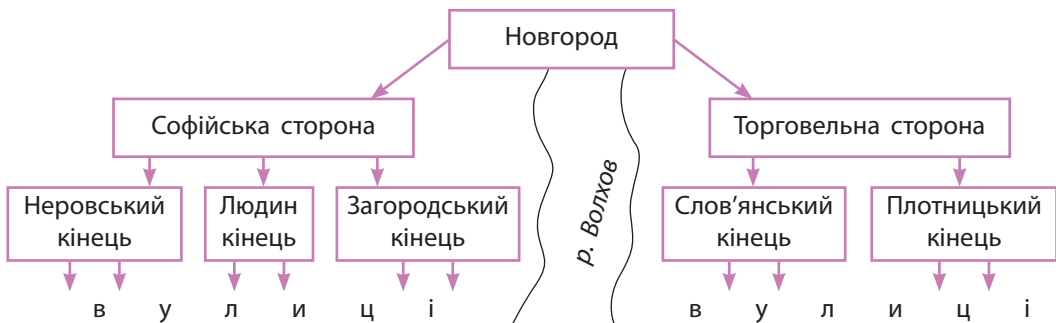 Новгород
Софійська сторона
Торговельна сторона
р. Волхов
Неровський
кінець
Людин
кінець
Загородський
кінець
Слов'янський
кінець
Плотницький
кінець
в у л и ц і
в у л и ц і